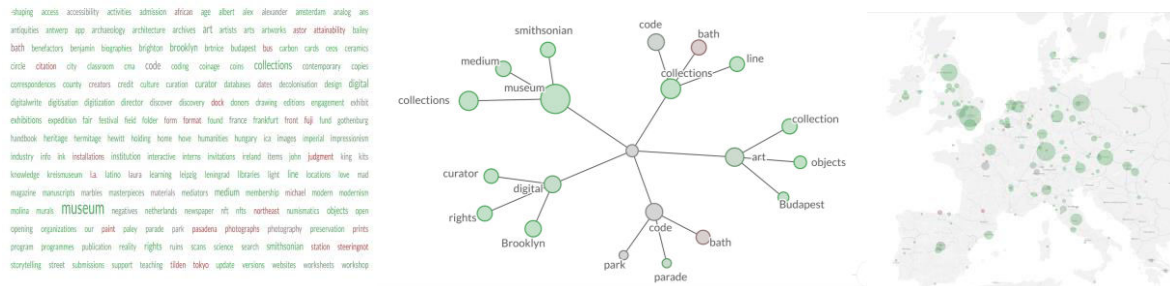 -shaping access accessibility activities admission african age albert alex alexander amsterdam analog ans
antiquities antwerp app archaeology architecture archives art artists arts artworks astor attainability bailey
bath benefactors benjamin biographies brighton brooklyn brtrice budapest bus carbon cards ceos ceramics
circle citation city classroom cma code coding coinage coins collections contemporary copies
correspondences county creators credit culture curation curator databases dates decolonisation design digital
digitalwrite digitisation digitization director discover discovery dock donors drawing editions engagement exhibit
exhibitions expedition fair festival field folder form format found france frankfurt front fuji fund gothenburg
handbook heritage hermitage hewitt holding home hove humanities hungary ica images imperial impressionism
industry info ink installations institution interactive interns invitations ireland items john judgment king kits
knowledge kreismuseum l.a. latino laura learning leipzig leningrad libraries light line locations love mad
magazine manuscripts marbles masterpieces materials mediators medium membership michael modern modernism
molina murals museum negatives netherlands newspaper nft nfts northeast numismatics objects open
opening organizations our paint paley parade park pasadena photographs photography preservation prints
program programmes publication reality rights ruins scans science search smithsonian station steeringnot
storytelling street submissions support teaching tilden tokyo update versions websites worksheets workshop
code
smithsonian
bath
medium
line
museum
collections
collections
collection
art
objects
curator
digital
Budapest
rights
code
Brooklyn
bath
park
parade